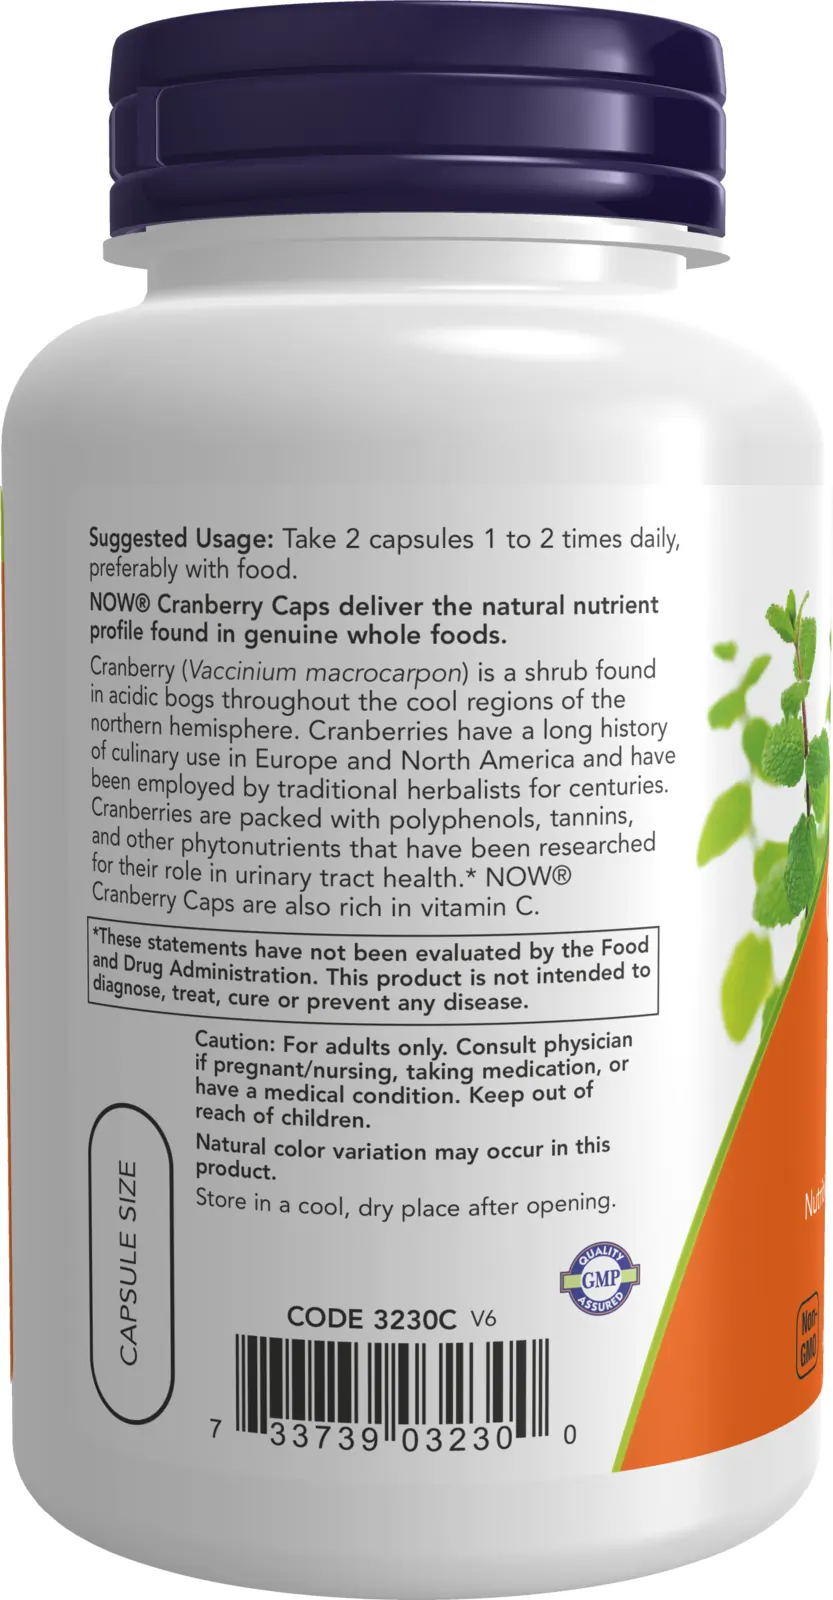 Suggested Usage: Take 2 capsules 1 to 2 times daily,
preferably with food.
NOW® Cranberry Caps deliver the natural nutrient
profile found in genuine whole foods.
Cranberry (Vaccinium macrocarpon) is a shrub found
in acidic bogs throughout the cool regions of the
northern hemisphere. Cranberries have a long history
of culinary use in Europe and North America and have
been employed by traditional herbalists for centuries.
Cranberries are packed with polyphenols, tannins,
and other phytonutrients that have been researched
for their role in urinary tract health.* NOW®
Cranberry Caps are also rich in vitamin C.
*These statements have not been evaluated by the Food
and Drug Administration. This product is not intended to
diagnose, treat, cure or prevent any disease.
Caution: For adults only. Consult physician
if pregnant/nursing, taking medication, or
have a medical condition. Keep out of
reach of children.
Natural color variation may occur in this
product.
Store in a cool, dry place after opening.
CAPSULE SIZE
QUALITY
GMP
ASSURED
CODE 3230C V6
7 33739 03230 0
Non-
GMO